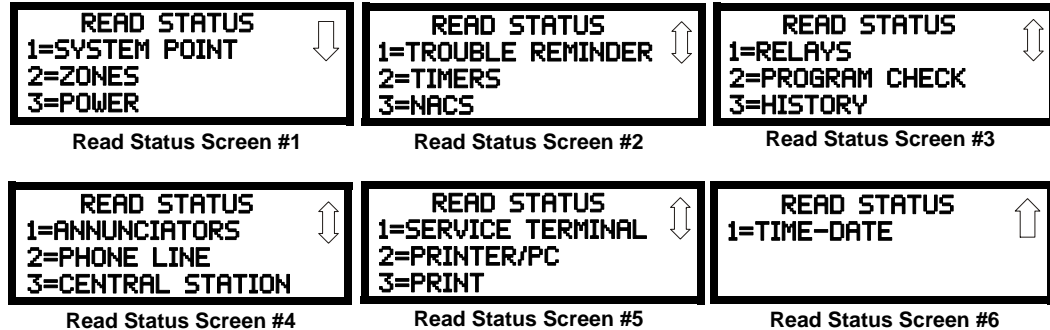 READ STATUS
1=SYSTEM POINT
2=ZONES
3=POWER
Read Status Screen #1
READ STATUS
1=TROUBLE REMINDER
2=TIMERS
3=NACS
Read Status Screen #2
READ STATUS
1=RELAYS
2=PROGRAM CHECK
3=HISTORY
Read Status Screen #3
READ STATUS
1=ANNUNCIATORS
2=PHONE LINE
3=CENTRAL STATION
Read Status Screen #4
READ STATUS
1=SERVICE TERMINAL
2=PRINTER/PC
3=PRINT
Read Status Screen #5
READ STATUS
1=TIME-DATE
Read Status Screen #6